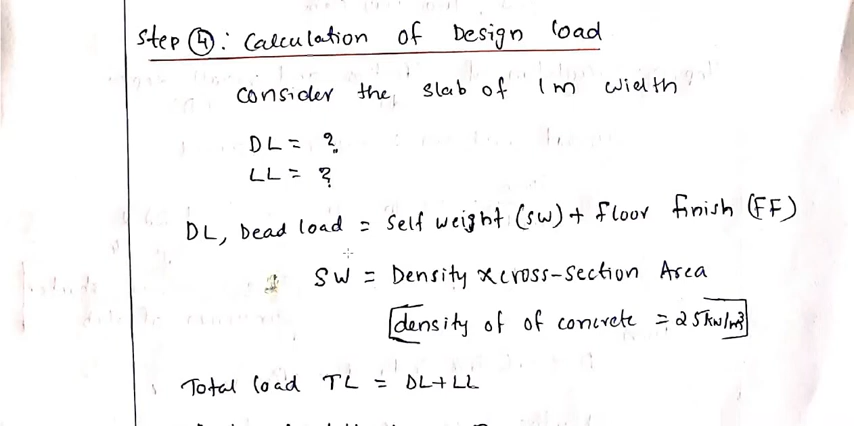 Step ④: Calculation of Design load
Consider the slab of 1m width
DL = ?
LL = ?
DL, Dead load = Self weight (SW) + Floor finish (FF)
SW = Density x cross-section Area
density of of concrete = 25kN/m³
Total load TL = DL+LL